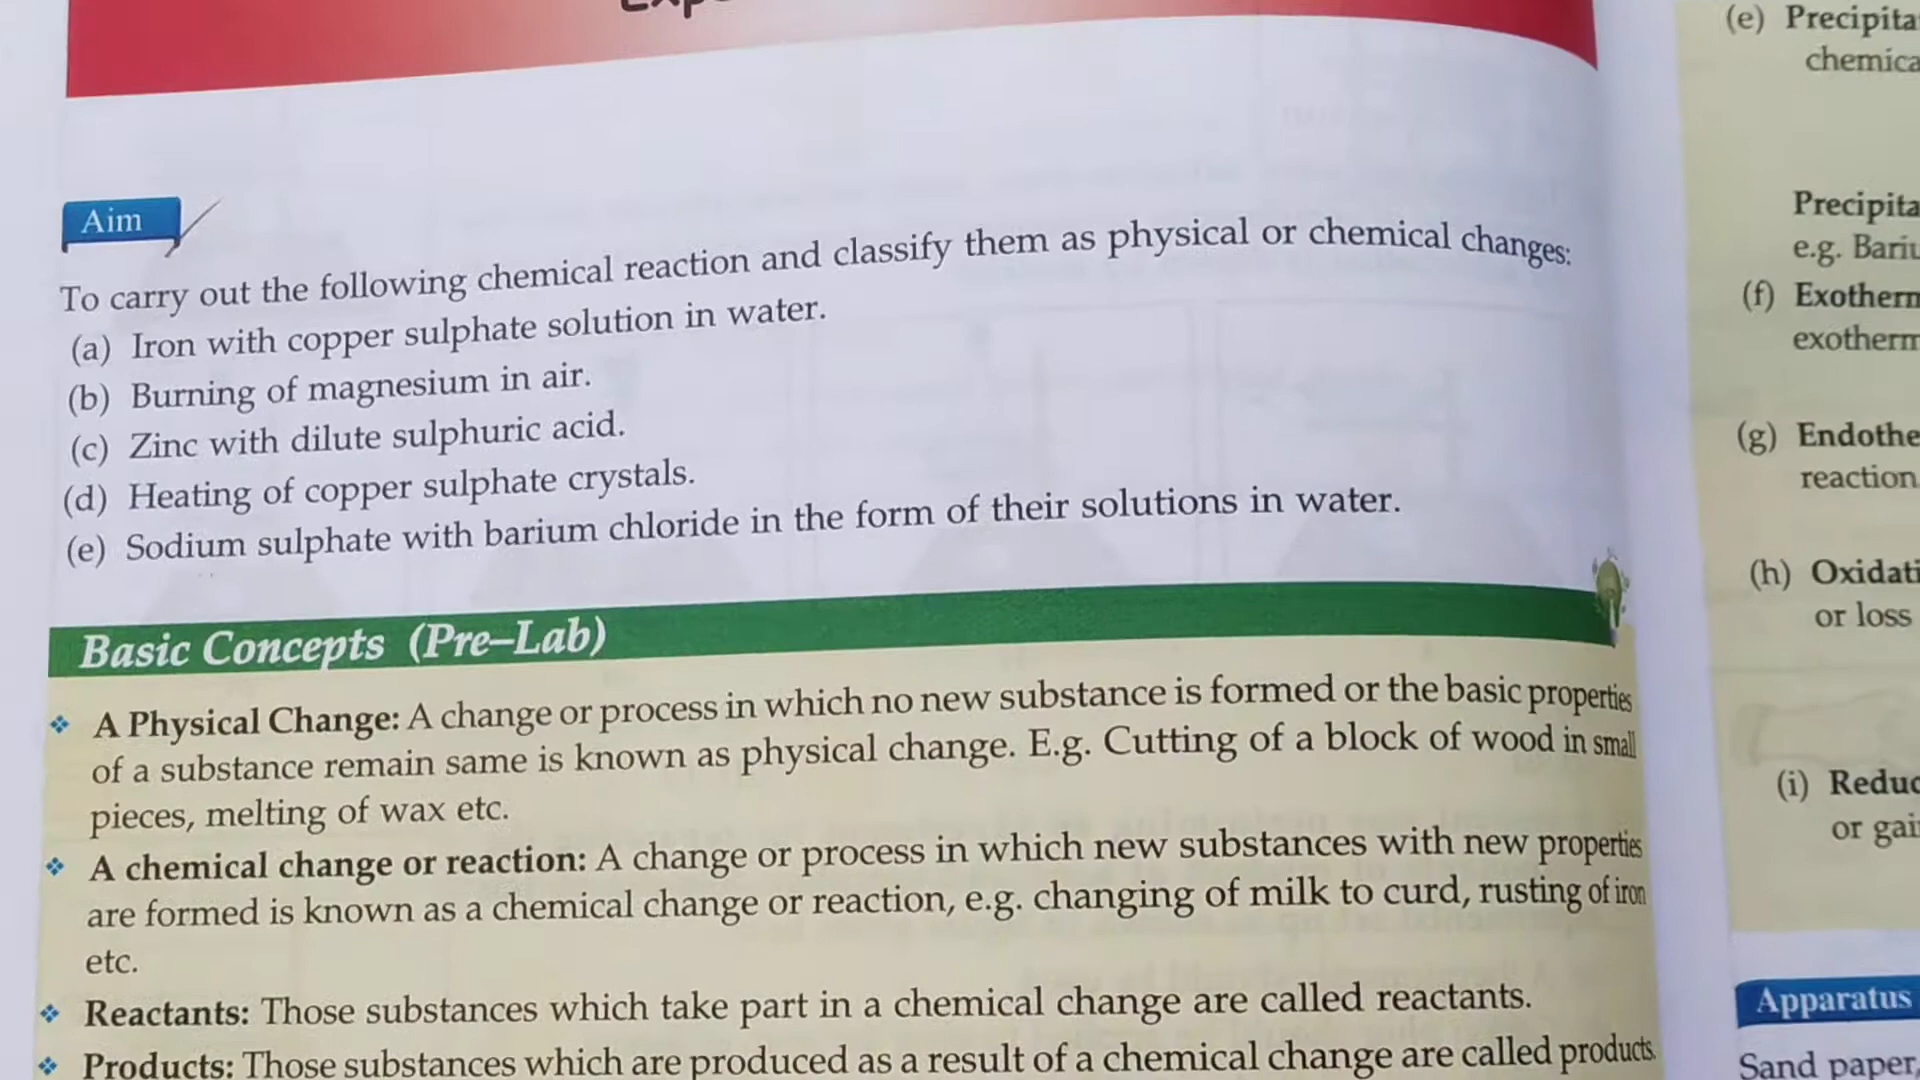 Aim
To carry out the following chemical reaction and classify them as physical or chemical changes:
(a) Iron with copper sulphate solution in water.
(b) Burning of magnesium in air.
(c) Zinc with dilute sulphuric acid.
(d) Heating of copper sulphate crystals.
(e) Sodium sulphate with barium chloride in the form of their solutions in water.
Basic Concepts (Pre–Lab)
❖ A Physical Change: A change or process in which no new substance is formed or the basic properties
of a substance remain same is known as physical change. E.g. Cutting of a block of wood in small
pieces, melting of wax etc.
❖ A chemical change or reaction: A change or process in which new substances with new properties
are formed is known as a chemical change or reaction, e.g. changing of milk to curd, rusting of iron
etc.
❖ Reactants: Those substances which take part in a chemical change are called reactants.
❖ Products: Those substances which are produced as a result of a chemical change are called products.
(e)
e.g.
(f)
(g)
reaction
(h)
or loss
(i)
or
Apparatus
Sand paper,